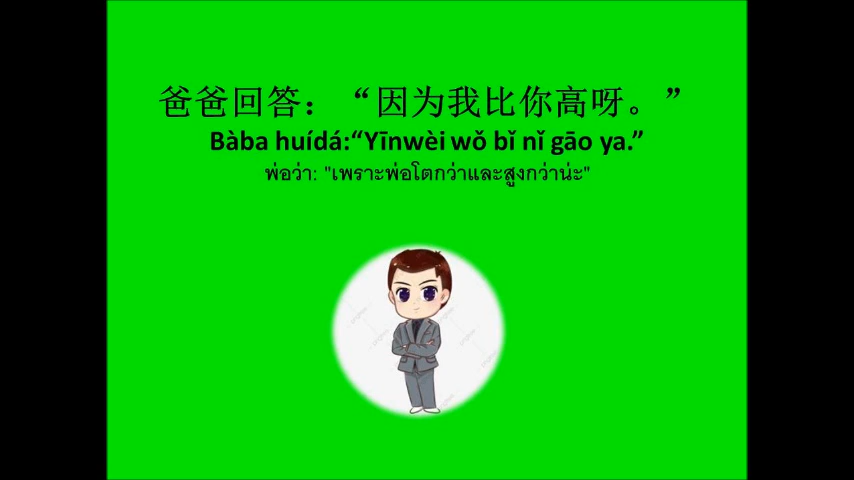 爸爸回答：“因为我比你高呀。”
Bàba huídá:“Yīnwèi wǒ bǐ nǐ gāo ya.”
พ่อว่า: "เพราะพ่อโตกว่าและสูงกว่าน่ะ"